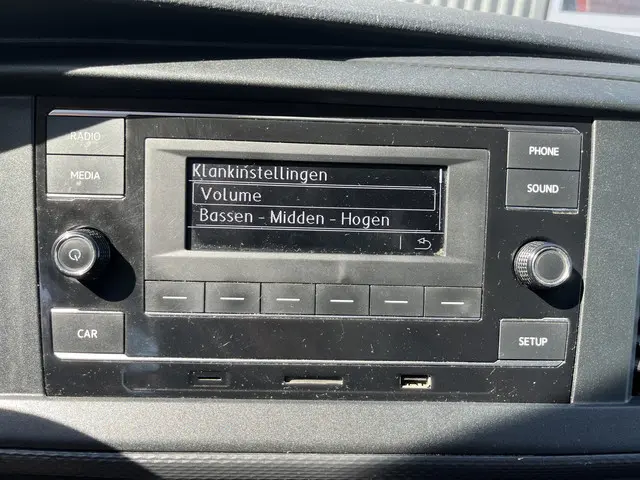 RADIO
MEDIA
CAR
Klankinstellingen
Volume
Bassen - Midden - Hogen
PHONE
SOUND
SETUP